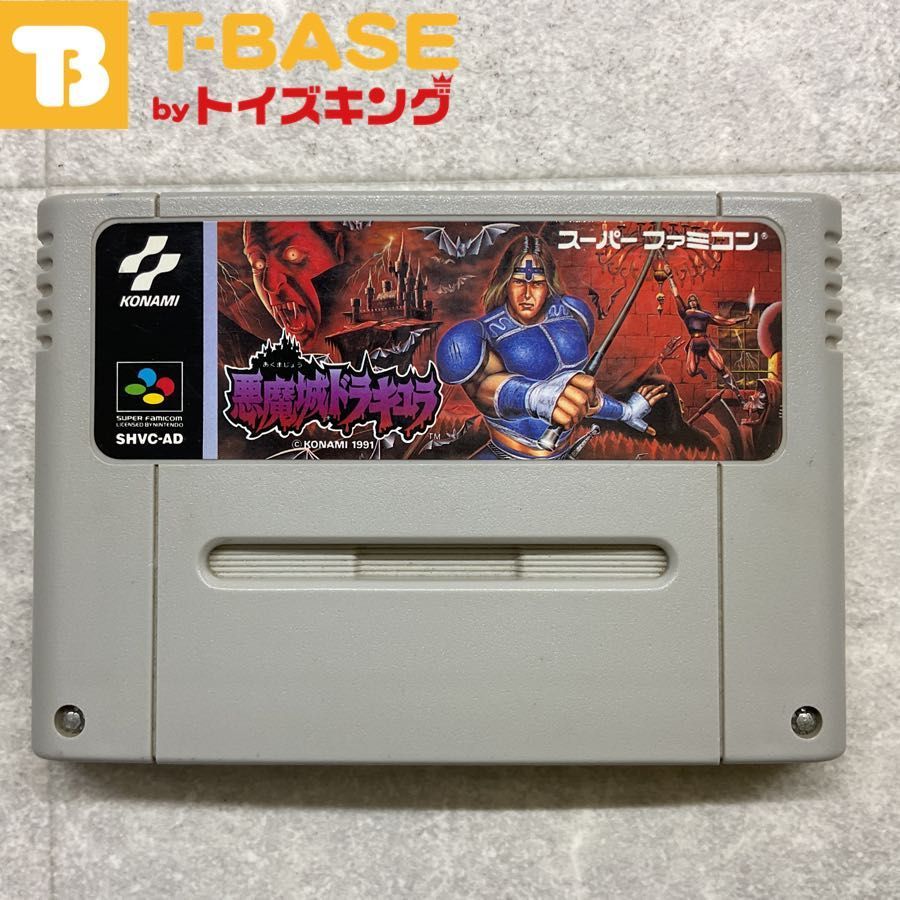 TB T-BASE
by トイズキング
スーパーファミコン®
KONAMI
あくまじょう
悪魔城ドラキュラ
TM
© KONAMI 1991
SUPER FAMICOM
LICENSED BY NINTENDO
SHVC-AD